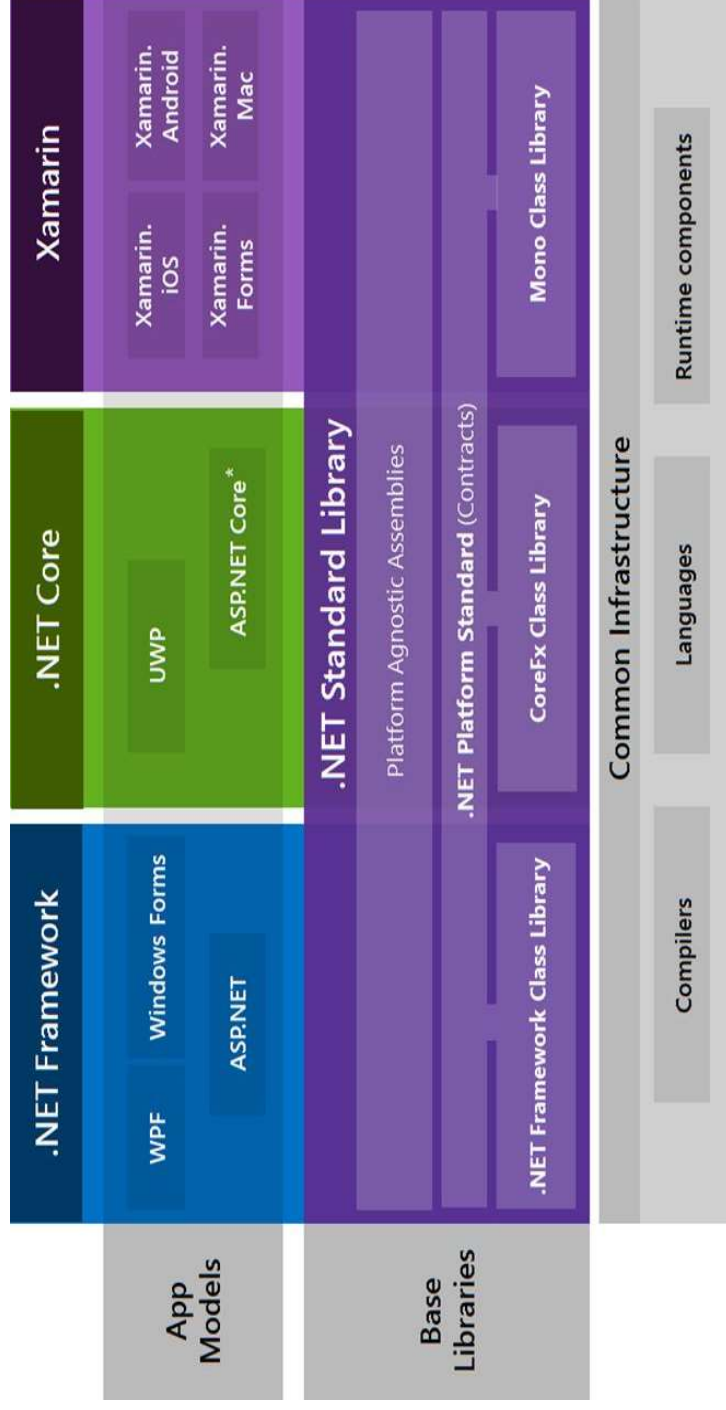 .NET Framework
.NET Core
Xamarin
App
Models
WPF
Windows Forms
ASP.NET
UWP
ASP.NET Core*
Xamarin.
iOS
Xamarin.
Android
Xamarin.
Forms
Xamarin.
Mac
Base
Libraries
.NET Standard Library
Platform Agnostic Assemblies
.NET Platform Standard (Contracts)
.NET Framework Class Library
CoreFx Class Library
Mono Class Library
Common Infrastructure
Compilers
Languages
Runtime components